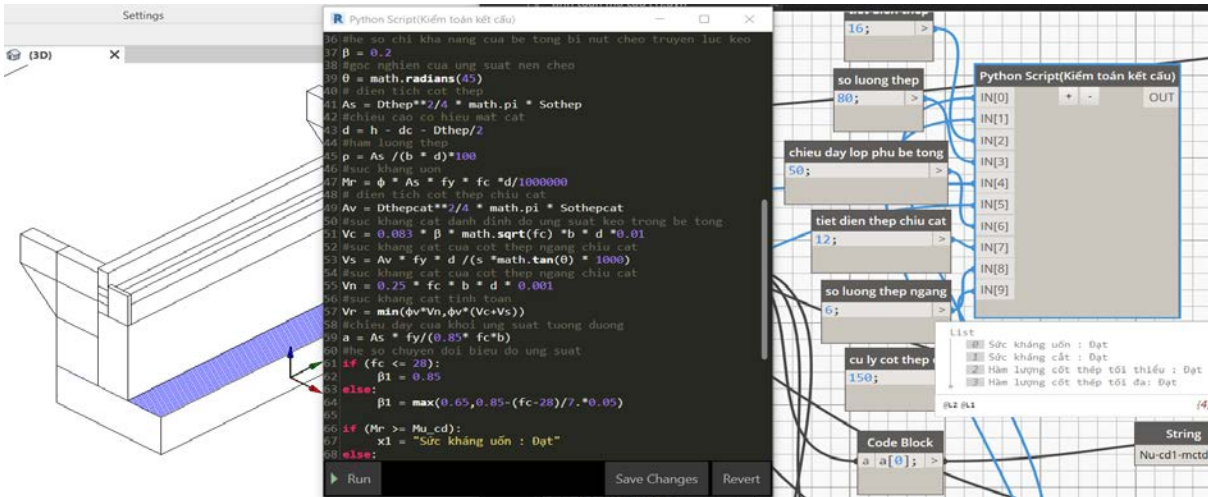 Settings
(3D)
Python Script(Kiểm toán kết cấu)
36 #he so chi kha nang cua be tong bi nut cheo truyen luc keo
37 β = 0.2
38 #goc nghien cua ung suat nen cheo
39 θ = math.radians(45)
40 # dien tich cot thep
41 As = Dthep**2/4 * math.pi * Sothep
42 #chieu cao co hieu mat cat
43 d = h - dc - Dthep/2
44 #ham luong thep
45 ρ = As /(b * d)*100
46 #suc khang uon
47 Mr = ϕ * As * fy * fc *d/1000000
48 # dien tich cot thep chiu cat
49 Av = Dthepcat**2/4 * math.pi * Sothepcat
50 #suc khang cat danh dinh do ung suat keo trong be tong
51 Vc = 0.083 * β * math.sqrt(fc) *b * d *0.01
52 #suc khang cat cua cot thep ngang chiu cat
53 Vs = Av * fy * d /(s *math.tan(θ) * 1000)
54 #suc khang cat cua cot thep ngang chiu cat
55 Vn = 0.25 * fc * b * d * 0.001
56 #suc khang cat tinh toan
57 Vr = min(ϕv*Vn,ϕv*(Vc+Vs))
58 #chieu day cua khoi ung suat tuong duong
59 a = As * fy/(0.85* fc*b)
60 #he so chuyen doi bieu do ung suat
61 if (fc <= 28):
62 β1 = 0.85
63 else:
64 β1 = max(0.65,0.85-(fc-28)/7.*0.05)
65
66 if (Mr >= Mu_cd):
67 x1 = "Sức kháng uốn : Đạt"
68 else:
Run
Save Changes
Revert
16;
>
so luong thep
80;
>
chieu day lop phu be tong
50;
>
tiet dien thep chiu cat
12;
>
so luong thep ngang
6;
>
cu ly cot thep
150;
Code Block
a a[0]; >
Python Script(Kiểm toán kết cấu)
IN[0] + - OUT
IN[1]
IN[2]
IN[3]
IN[4]
IN[5]
IN[6]
IN[7]
IN[8]
IN[9]
List
0 Sức kháng uốn : Đạt
1 Sức kháng cắt : Đạt
2 Hàm lượng cốt thép tối thiểu : Đạt
3 Hàm lượng cốt thép tối đa: Đạt
@L2 @L1
{4}
String
Nu-cd1-mctd